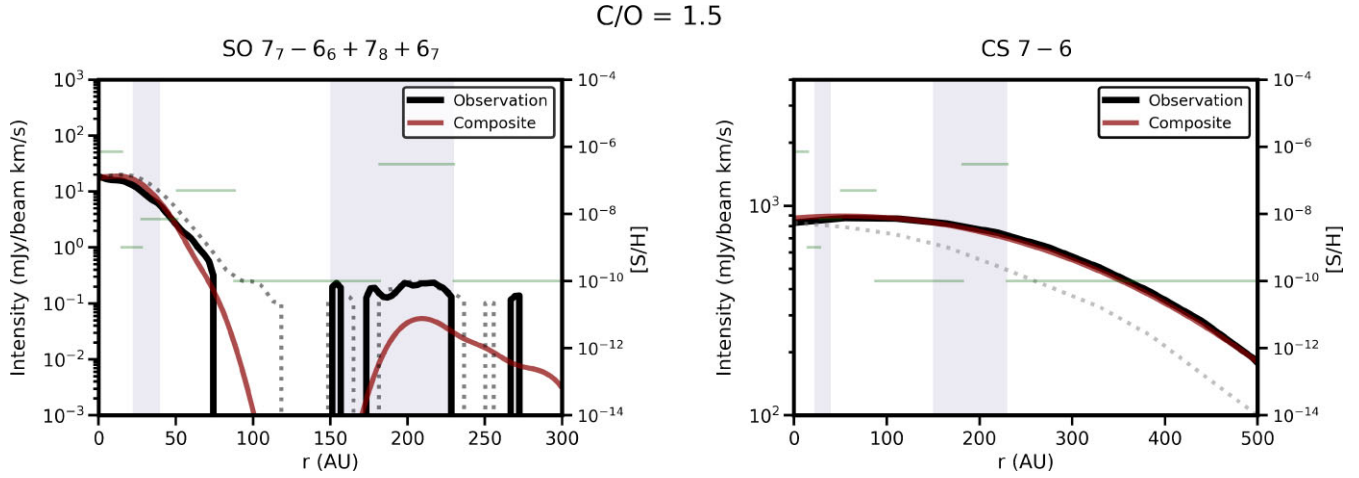 C/O = 1.5
SO 7₇ − 6₆ + 7₈ + 6₇
CS 7 − 6
10³
10²
10¹
10⁰
10⁻¹
10⁻²
10⁻³
Intensity (mJy/beam km/s)
10⁻⁴
10⁻⁶
10⁻⁸
10⁻¹⁰
10⁻¹²
10⁻¹⁴
[S/H]
Observation
Composite
0 50 100 150 200 250 300
r (AU)
10³
10²
Intensity (mJy/beam km/s)
10⁻⁴
10⁻⁶
10⁻⁸
10⁻¹⁰
10⁻¹²
10⁻¹⁴
[S/H]
Observation
Composite
0 100 200 300 400 500
r (AU)